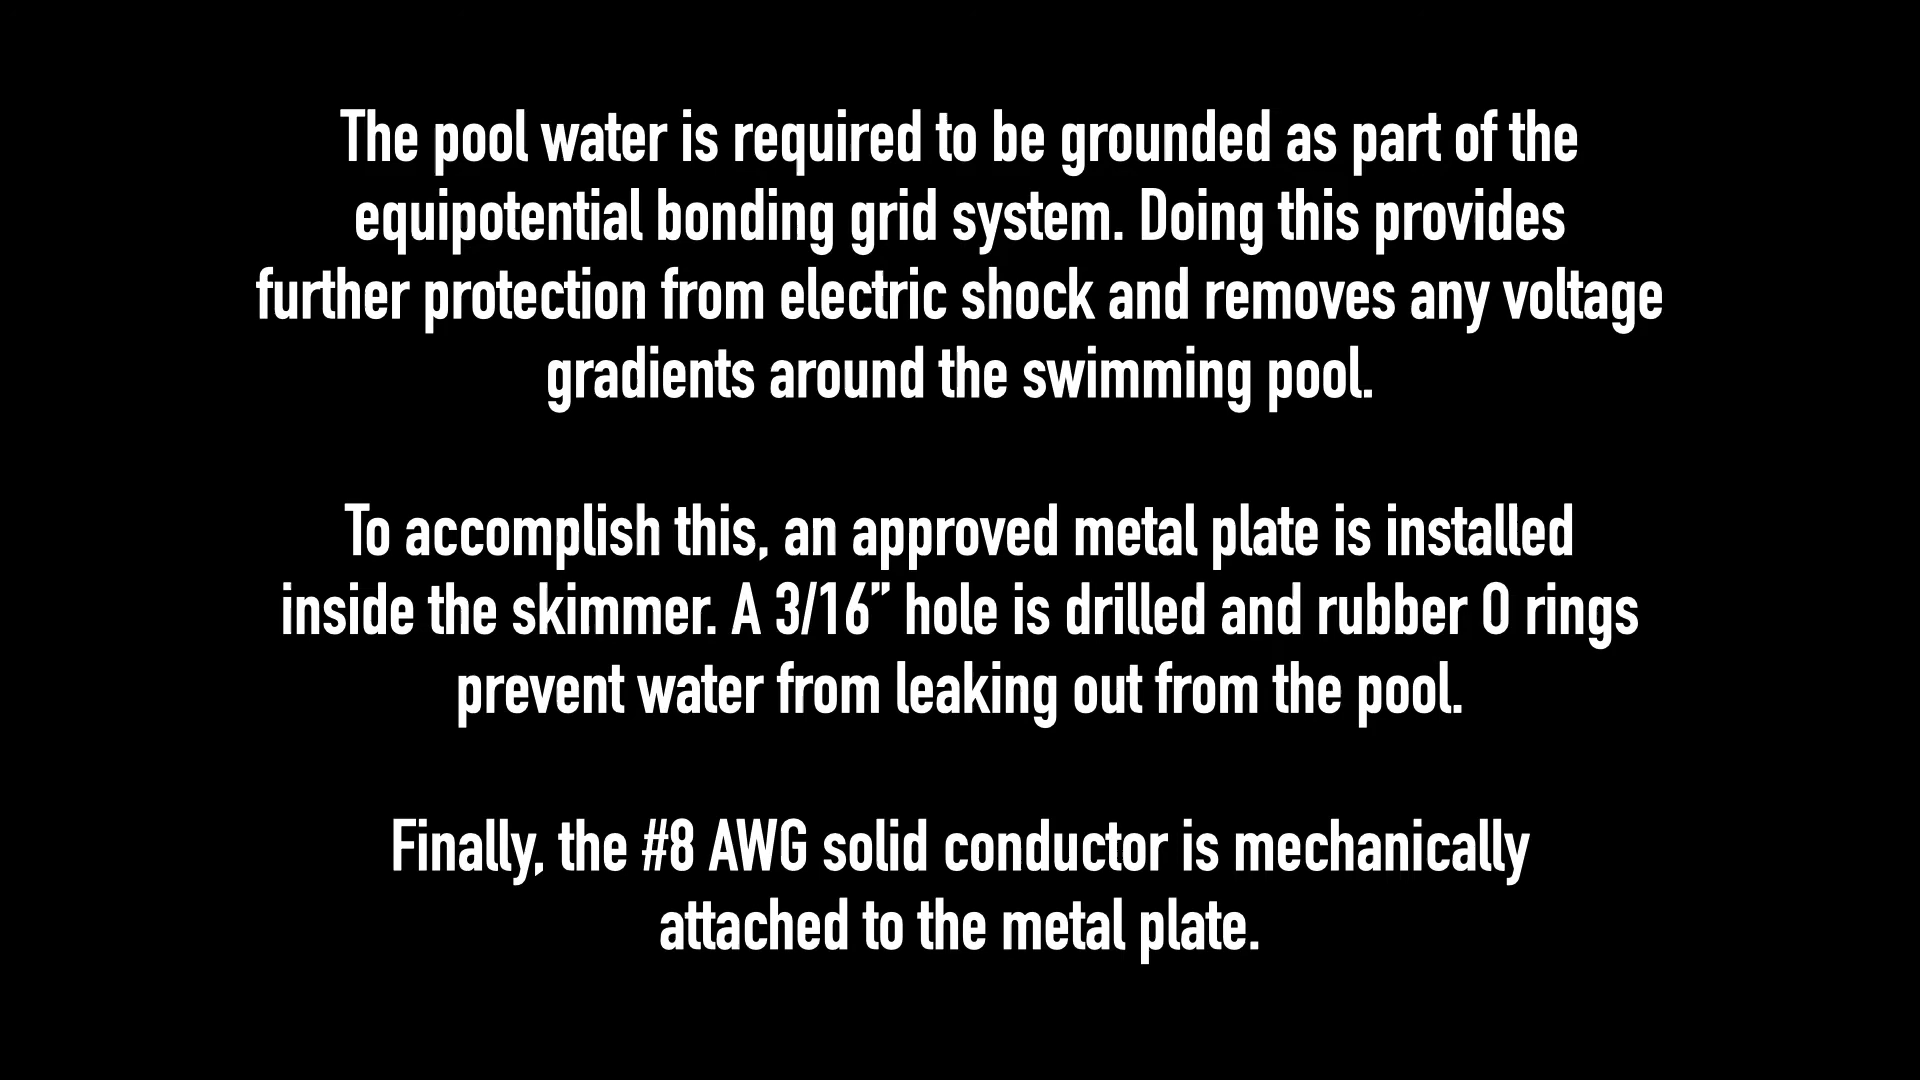 The pool water is required to be grounded as part of the
equipotential bonding grid system. Doing this provides
further protection from electric shock and removes any voltage
gradients around the swimming pool.
To accomplish this, an approved metal plate is installed
inside the skimmer. A 3/16” hole is drilled and rubber O rings
prevent water from leaking out from the pool.
Finally, the #8 AWG solid conductor is mechanically
attached to the metal plate.